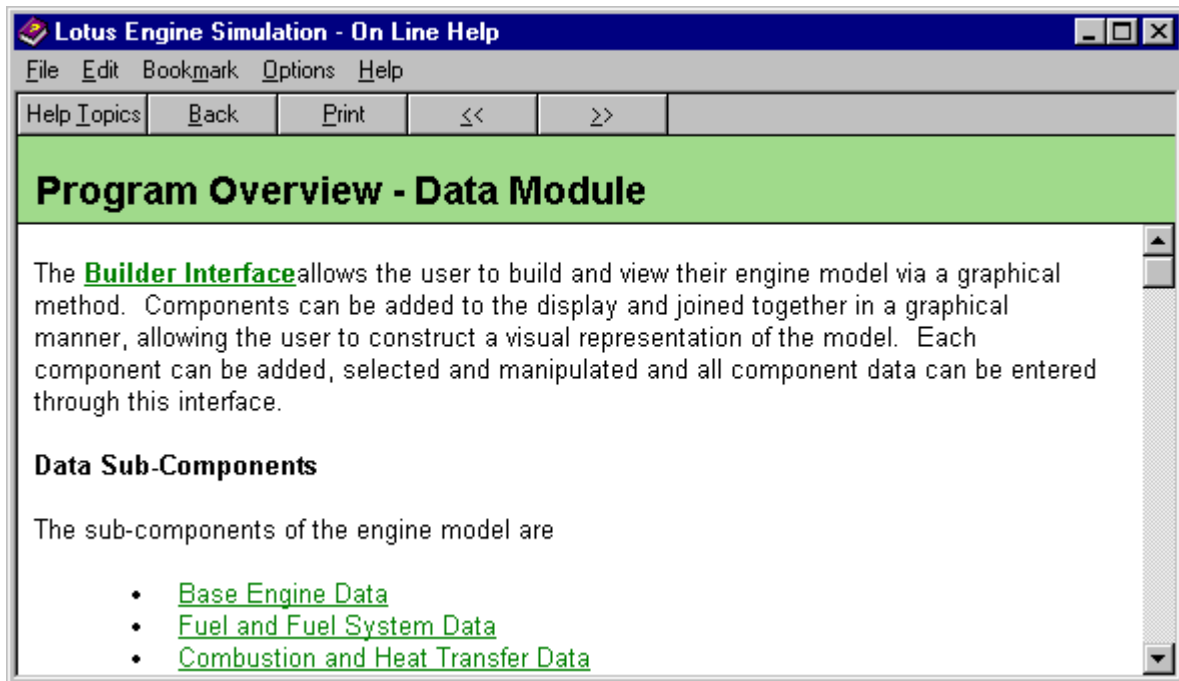 Lotus Engine Simulation - On Line Help
File Edit Bookmark Options Help
Help Topics Back Print << >>
Program Overview - Data Module
The Builder Interfaceallows the user to build and view their engine model via a graphical
method. Components can be added to the display and joined together in a graphical
manner, allowing the user to construct a visual representation of the model. Each
component can be added, selected and manipulated and all component data can be entered
through this interface.
Data Sub-Components
The sub-components of the engine model are
• Base Engine Data
• Fuel and Fuel System Data
• Combustion and Heat Transfer Data